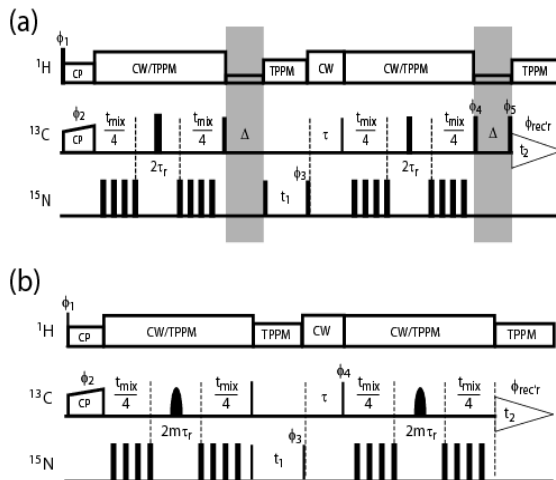 (a)
ϕ1
1H
CP
CW/TPPM
TPPM
CW
CW/TPPM
TPPM
ϕ2
ϕ4
ϕ5
ϕrec'r
13C
CP
tmix/4
tmix/4
Δ
τ
tmix/4
tmix/4
Δ
t2
2τr
2τr
ϕ3
15N
t1
(b)
ϕ1
1H
CP
CW/TPPM
TPPM
CW
CW/TPPM
TPPM
ϕ2
ϕ4
ϕrec'r
13C
CP
tmix/4
tmix/4
τ
tmix/4
tmix/4
t2
2mτr
2mτr
ϕ3
15N
t1